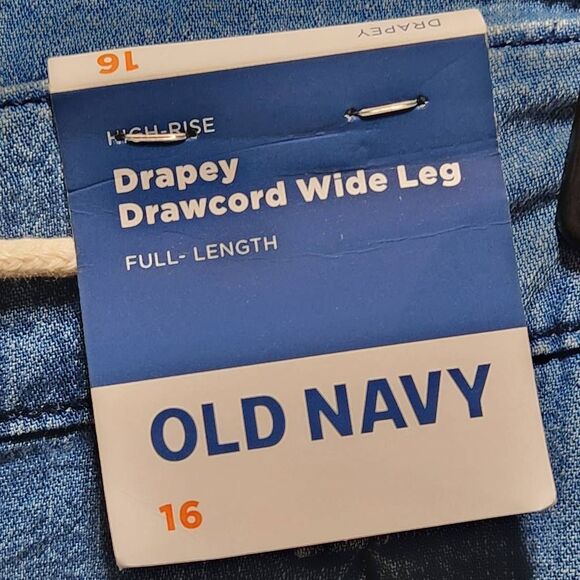 16 DRAPEY
HIGH-RISE
Drapey
Drawcord Wide Leg
FULL- LENGTH
OLD NAVY
16